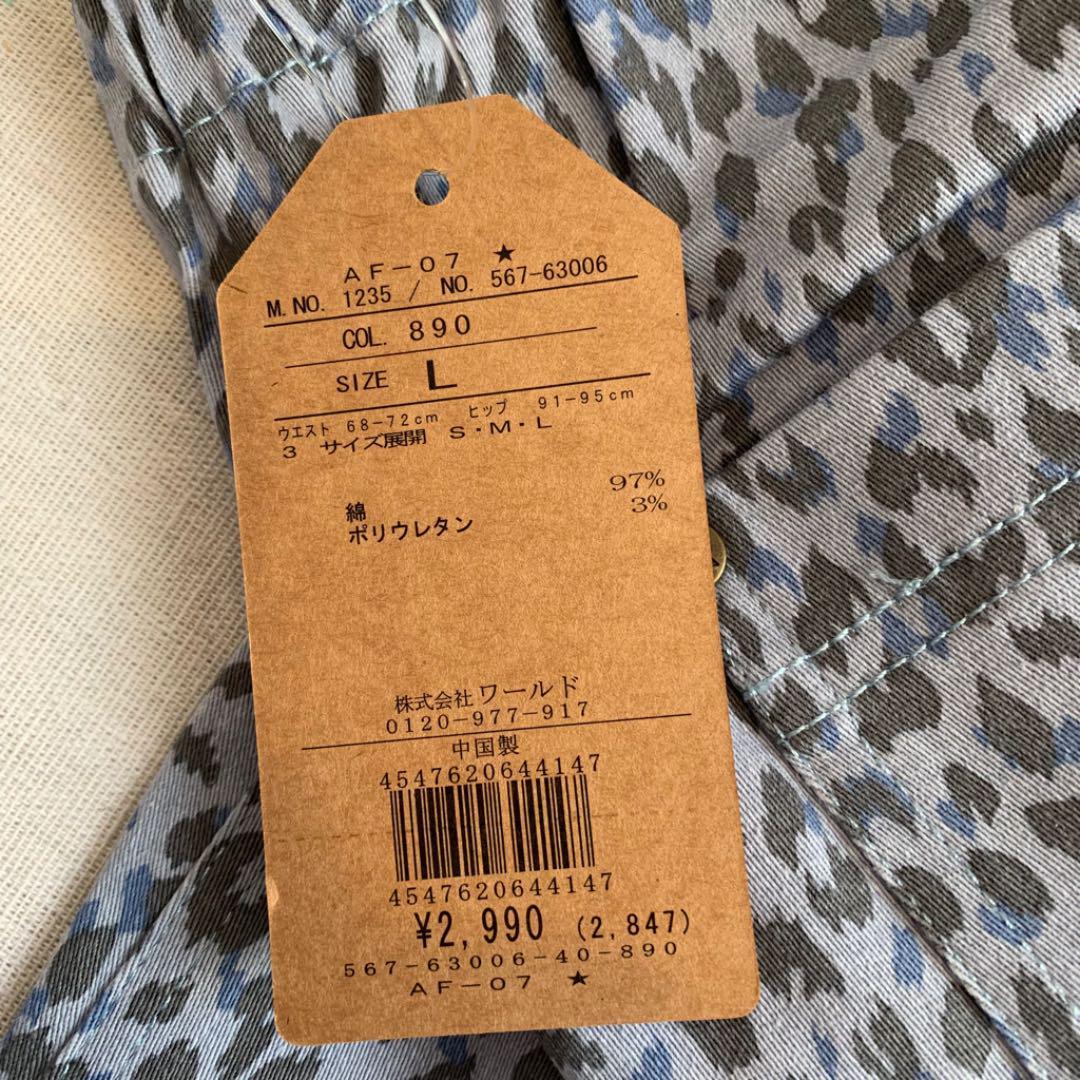 AF-07 ★
M.NO. 1235 / NO. 567-63006
COL. 890
SIZE L
ウエスト 68-72cm ヒップ 91-95cm
3 サイズ展開 S・M・L
綿 97%
ポリウレタン 3%
株式会社 ワールド
0120-977-917
中国製
4547620644147
4547620644147
¥2,990 (2,847)
567-63006-40-890
AF-07 ★